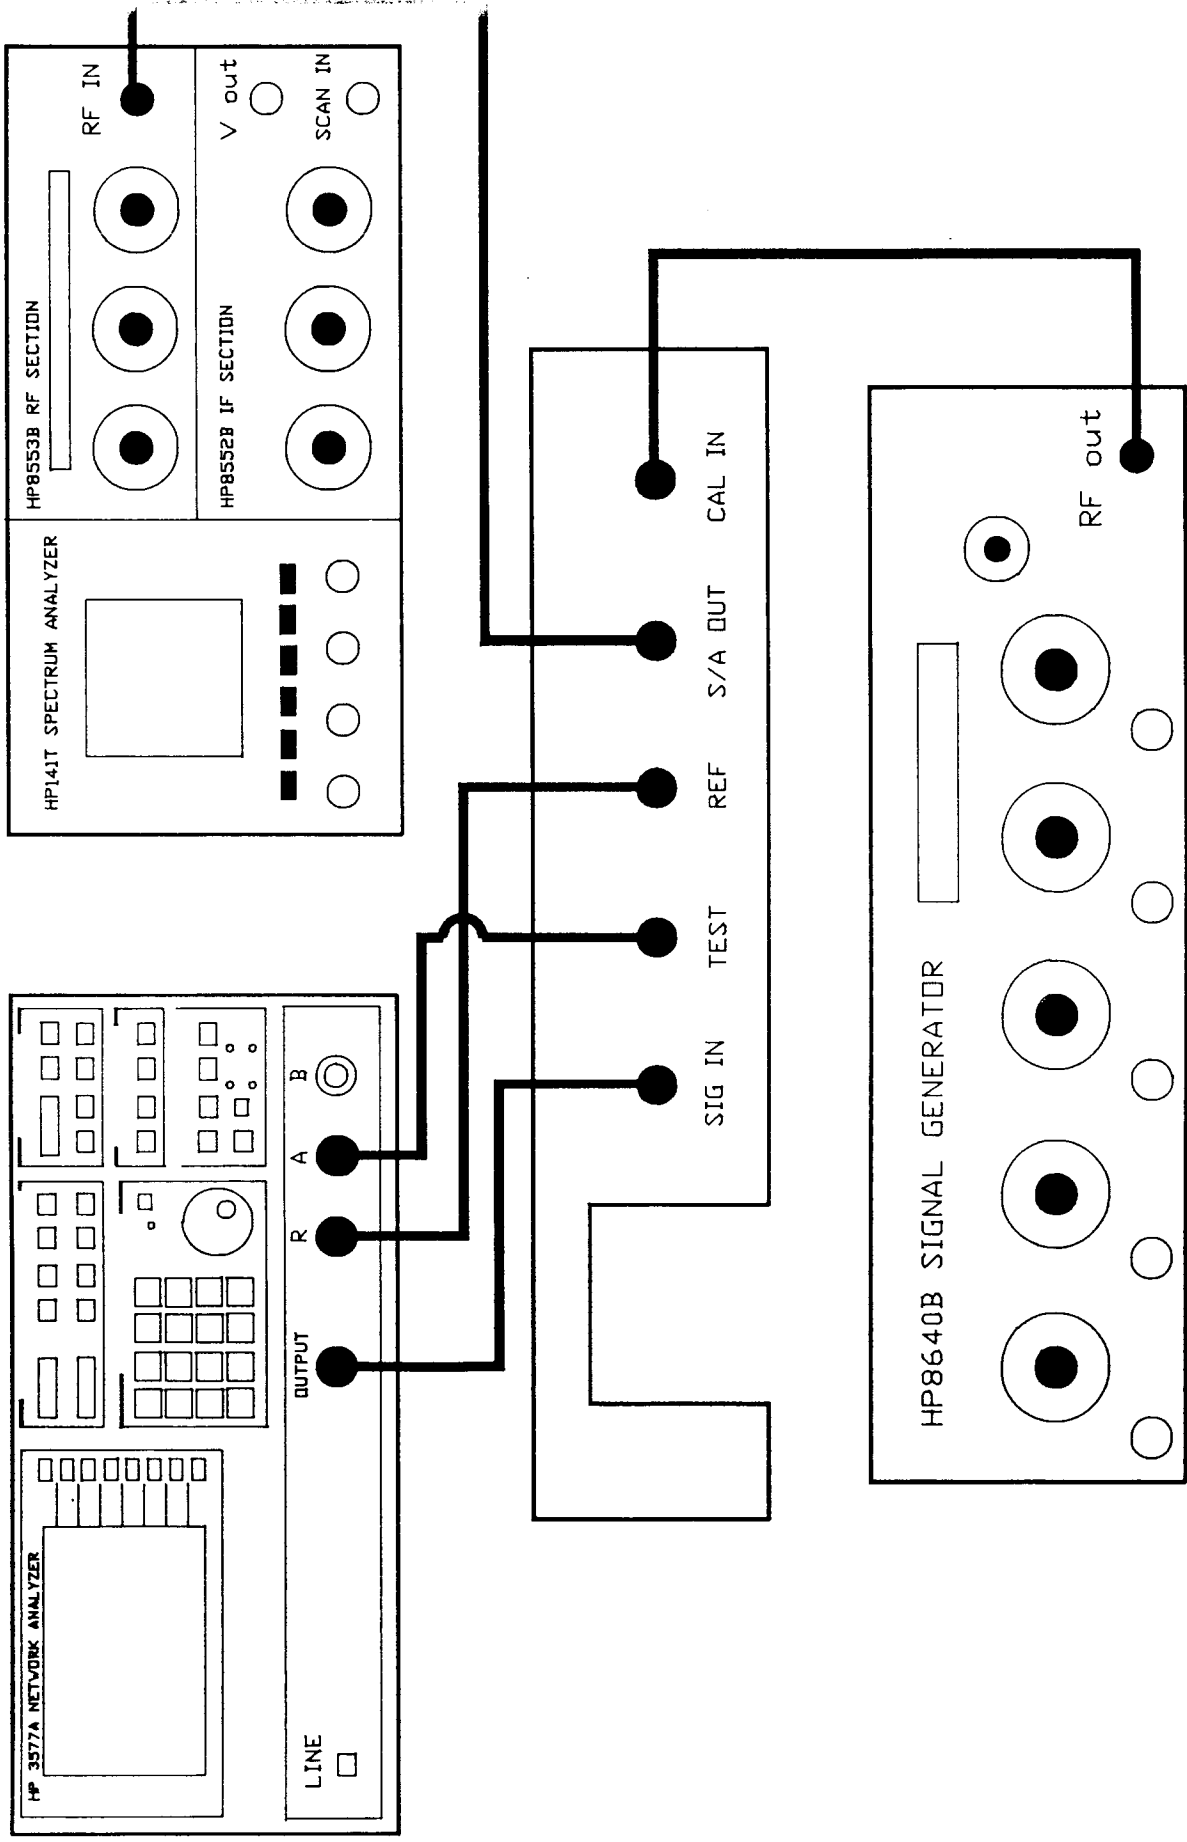 HP 3577A NETWORK ANALYZER
LINE
OUTPUT
R
A
B
HP141T SPECTRUM ANALYZER
HP8553B RF SECTION
RF IN
HP8552B IF SECTION
V out
SCAN IN
SIG IN
TEST
REF
S/A OUT
CAL IN
HP8640B SIGNAL GENERATOR
RF out